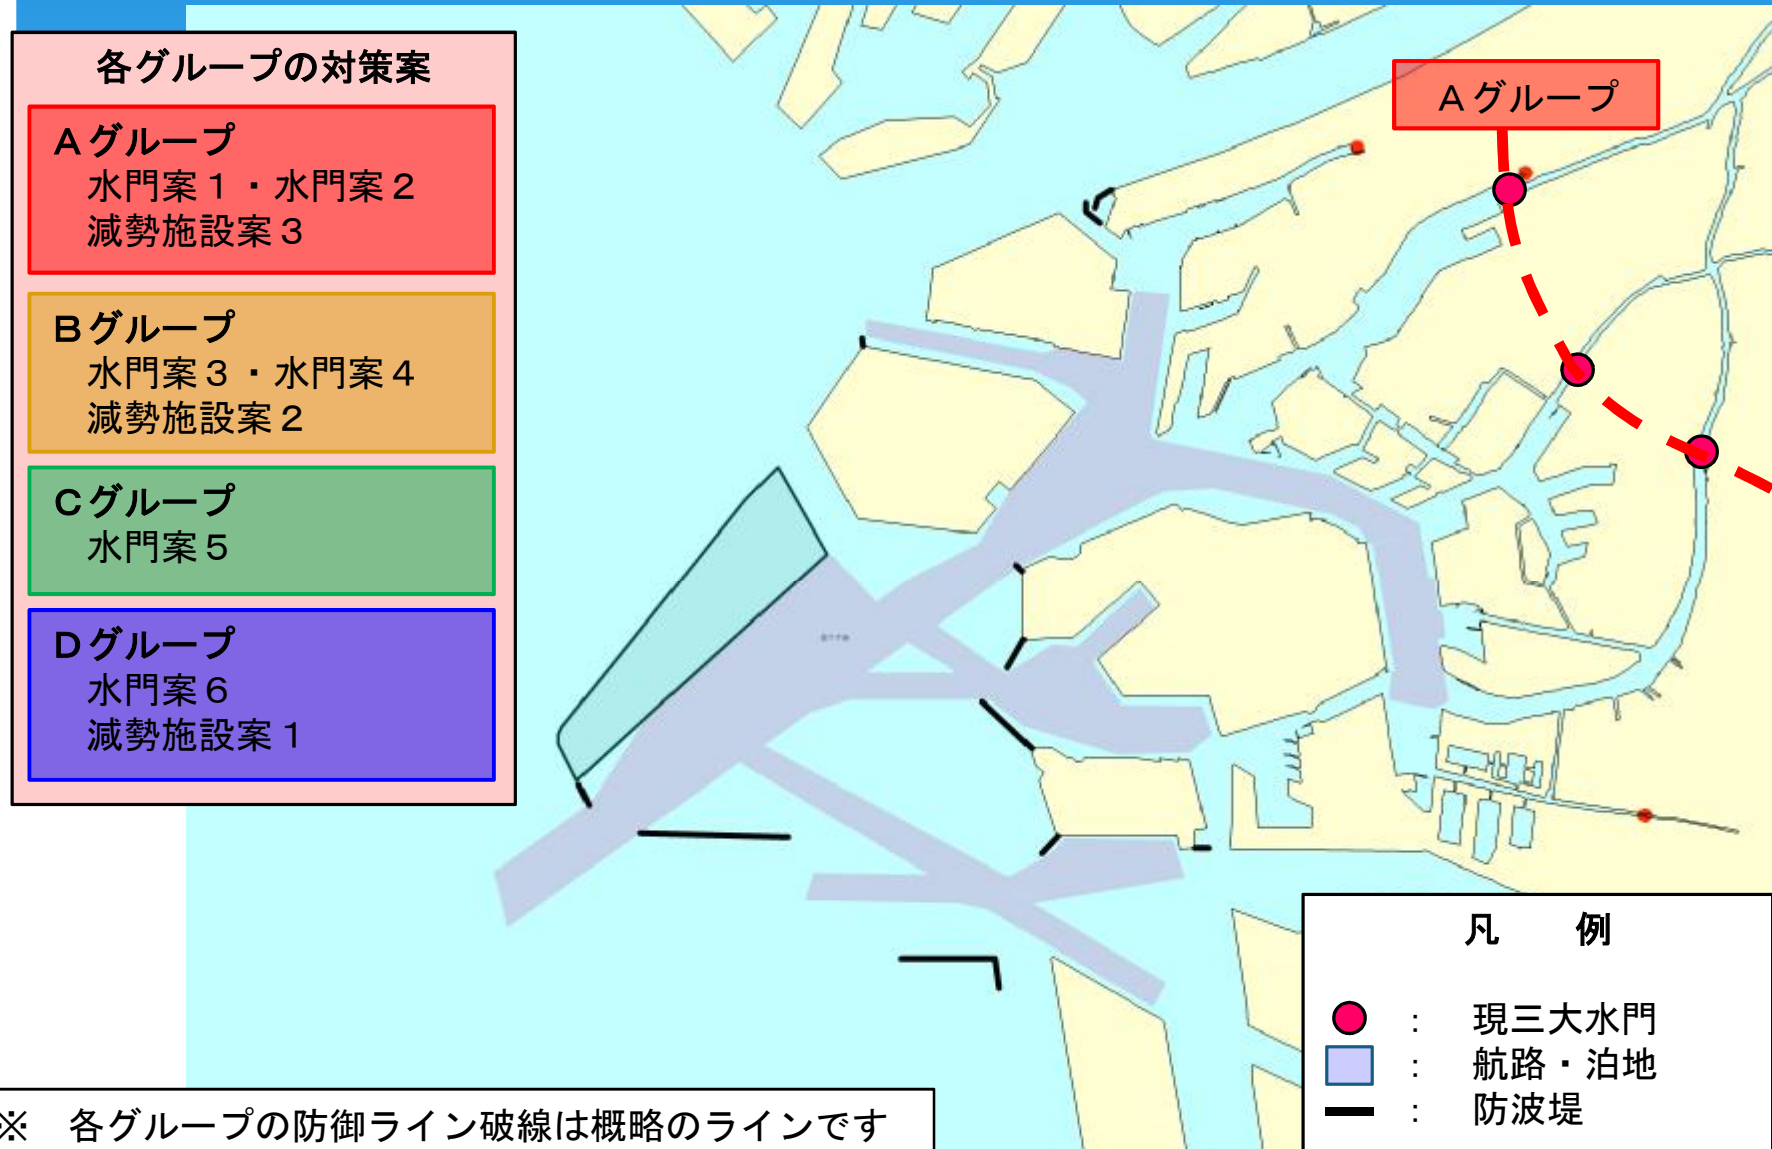 各グループの対策案
Aグループ
水門案1・水門案2
減勢施設案3
Bグループ
水門案3・水門案4
減勢施設案2
Cグループ
水門案5
Dグループ
水門案6
減勢施設案1
Aグループ
凡　例
：　現三大水門
：　航路・泊地
：　防波堤
※　各グループの防御ライン破線は概略のラインです